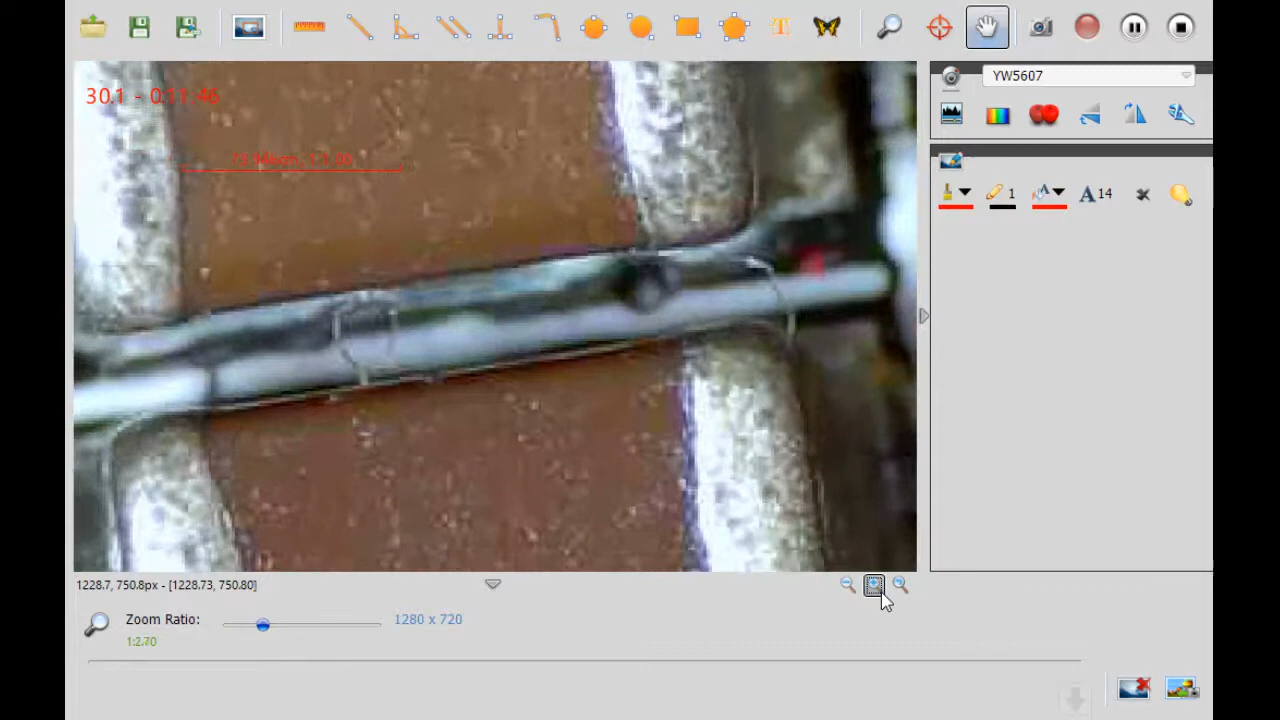 YW5607
30.1 - 0:11:46
1
A 14
1228.7, 750.8px - [1228.73, 750.80]
Zoom Ratio:
1280 x 720
1:2.70